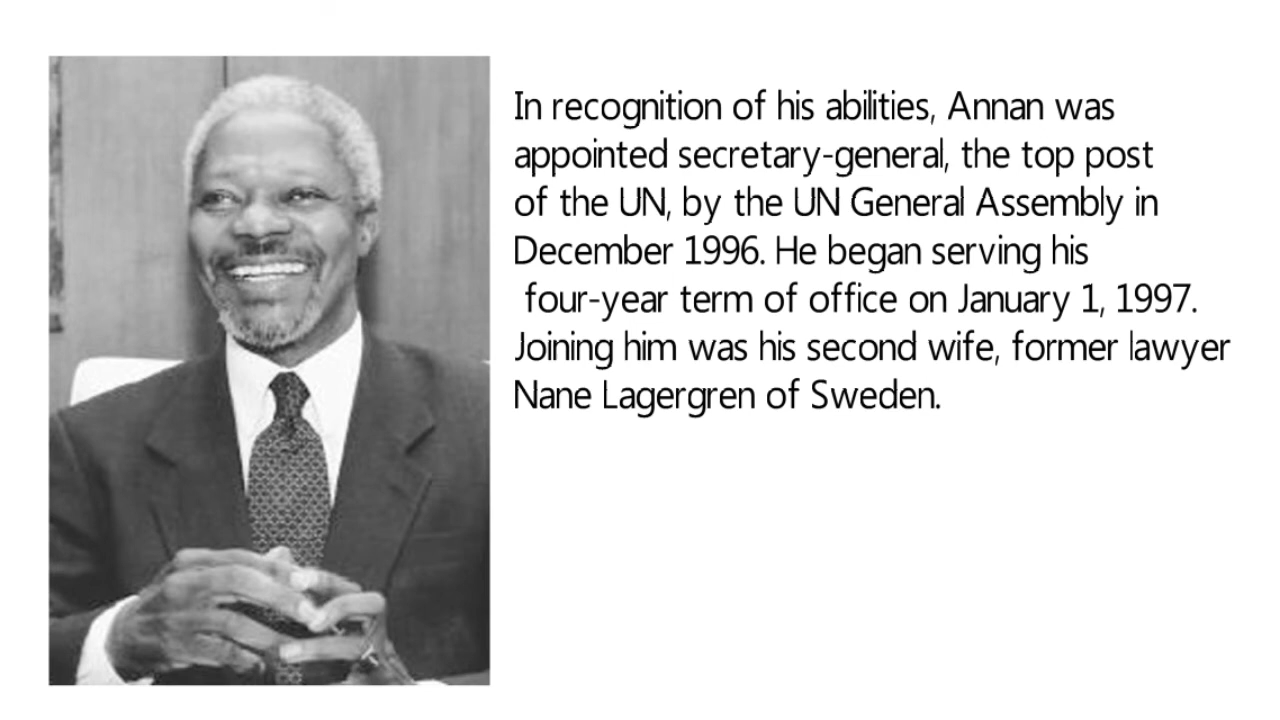 In recognition of his abilities, Annan was
appointed secretary-general, the top post
of the UN, by the UN General Assembly in
December 1996. He began serving his
four-year term of office on January 1, 1997.
Joining him was his second wife, former lawyer
Nane Lagergren of Sweden.